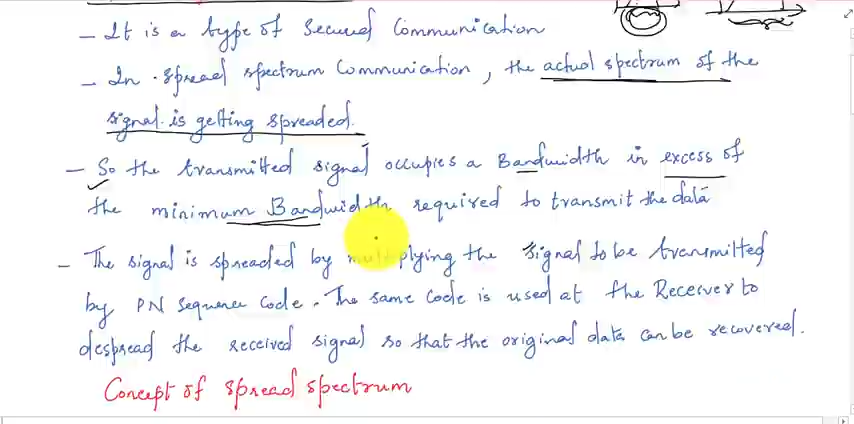 - It is a type of Secured Communication
- In spread spectrum Communication, the actual spectrum of the
signal is getting spreaded.
- So the transmitted signal occupies a Bandwidth in excess of
the minimum Bandwidth required to transmit the data
- The signal is spreaded by multiplying the signal to be transmitted
by PN sequence Code. The same code is used at the Receiver to
despread the received signal so that the original data can be recovered.
Concept of spread spectrum